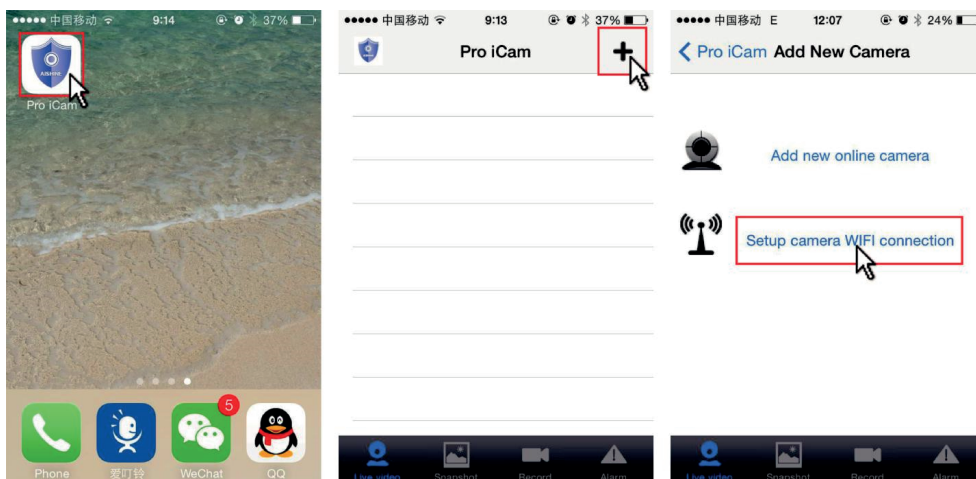 中国移动 9:14 37%
AISHINE
Pro iCam
5
Phone 爱叮铃 WeChat QQ
中国移动 9:13 37%
Pro iCam +
Live video Snapshot Record Alarm
中国移动 E 12:07 24%
Pro iCam Add New Camera
Add new online camera
Setup camera WIFI connection
Live video Snapshot Record Alarm